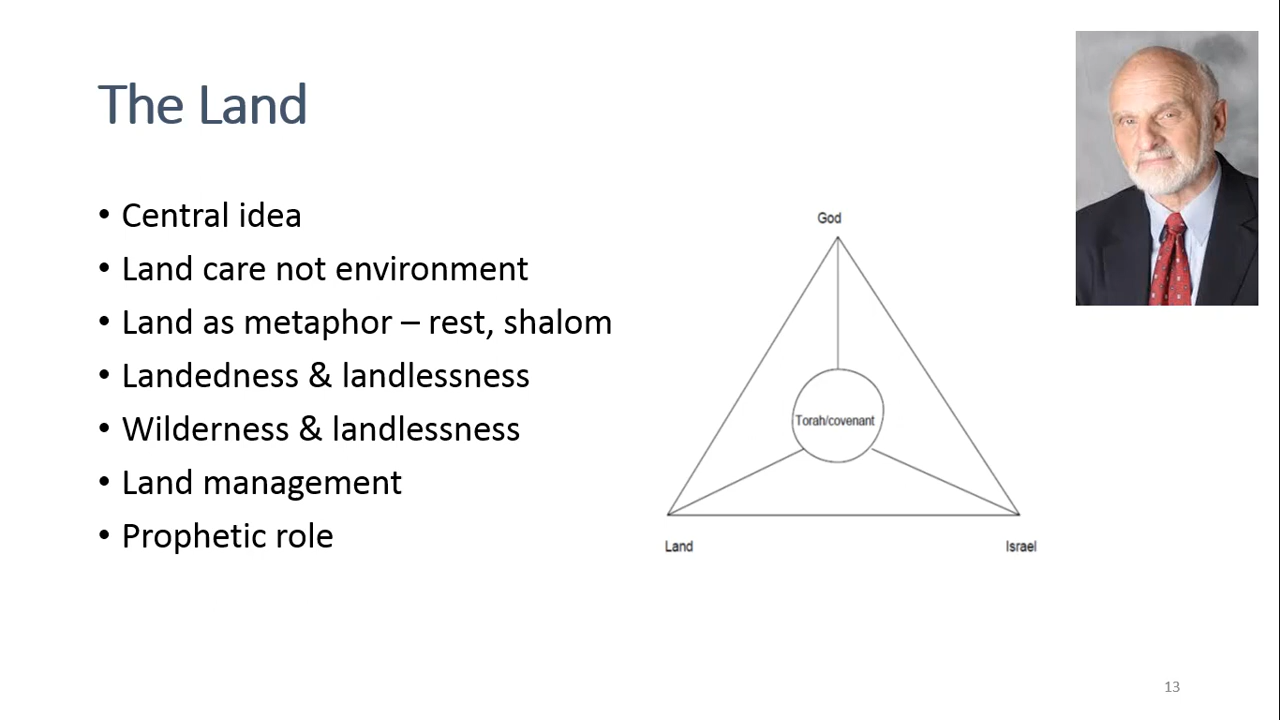 The Land
• Central idea
• Land care not environment
• Land as metaphor – rest, shalom
• Landedness & landlessness
• Wilderness & landlessness
• Land management
• Prophetic role
God
Torah/covenant
Land
Israel
13